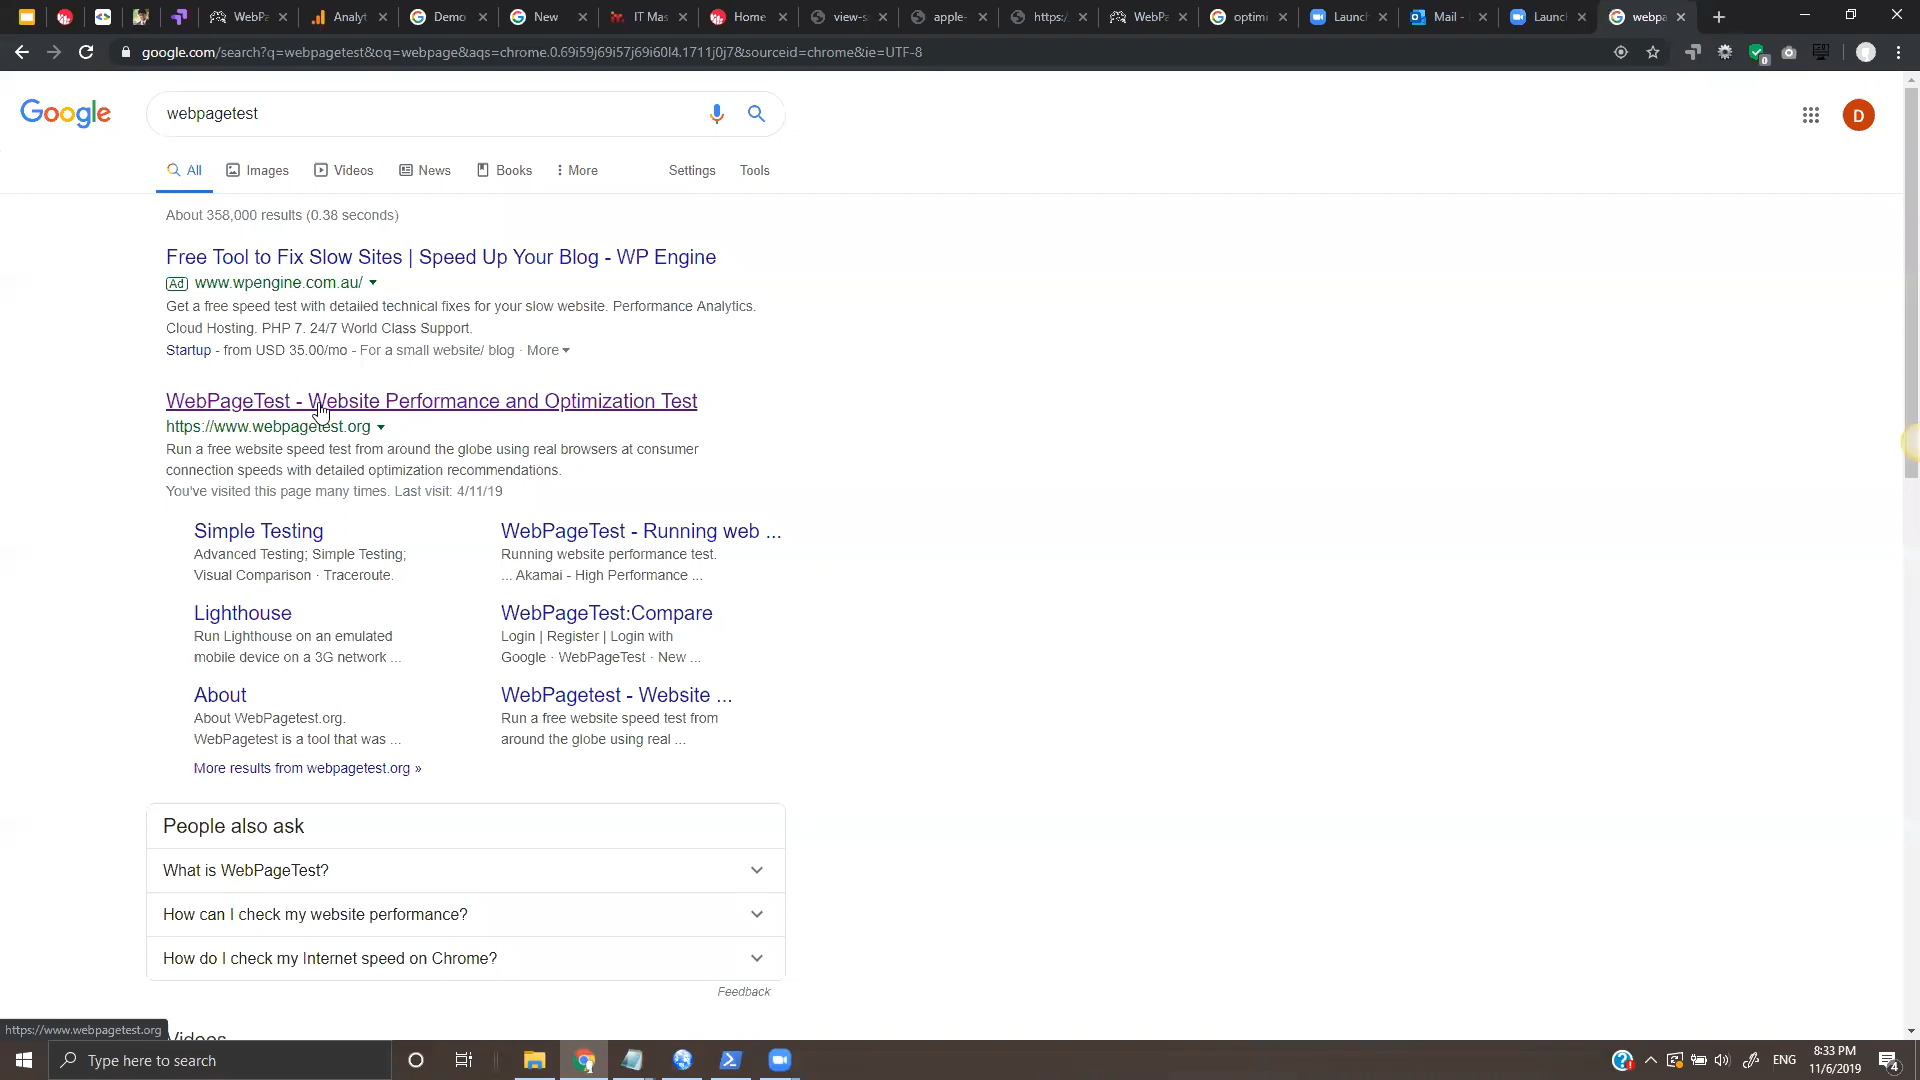 WebPa
Analyt
Demo
New
IT Mas
Home
view-s
apple-
https:/
WebPa
optimi
Launch
Mail -
Launch
webpa
google.com/search?q=webpagetest&oq=webpage&aqs=chrome.0.69i59j69i57j69i60l4.1711j0j7&sourceid=chrome&ie=UTF-8
0
Google
webpagetest
D
All Images Videos News Books More Settings Tools
About 358,000 results (0.38 seconds)
Free Tool to Fix Slow Sites | Speed Up Your Blog - WP Engine
Ad www.wpengine.com.au/
Get a free speed test with detailed technical fixes for your slow website. Performance Analytics.
Cloud Hosting. PHP 7. 24/7 World Class Support.
Startup - from USD 35.00/mo - For a small website/ blog · More
WebPageTest - Website Performance and Optimization Test
https://www.webpagetest.org
Run a free website speed test from around the globe using real browsers at consumer
connection speeds with detailed optimization recommendations.
You've visited this page many times. Last visit: 4/11/19
Simple Testing
Advanced Testing; Simple Testing;
Visual Comparison · Traceroute.
WebPageTest - Running web ...
Running website performance test.
... Akamai - High Performance ...
Lighthouse
Run Lighthouse on an emulated
mobile device on a 3G network ...
WebPageTest:Compare
Login | Register | Login with
Google · WebPageTest · New ...
About
About WebPagetest.org.
WebPagetest is a tool that was ...
WebPagetest - Website ...
Run a free website speed test from
around the globe using real ...
More results from webpagetest.org »
People also ask
What is WebPageTest?
How can I check my website performance?
How do I check my Internet speed on Chrome?
Feedback
Videos
https://www.webpagetest.org
Type here to search
ENG
8:33 PM
11/6/2019
4